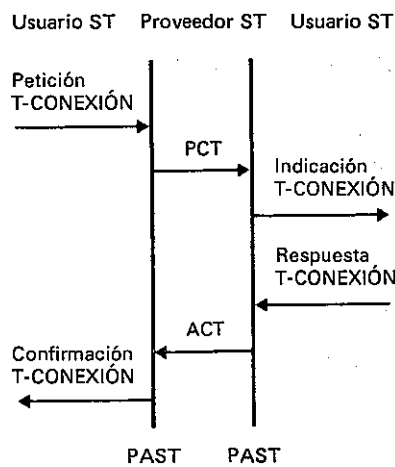 Usuario ST Proveedor ST Usuario ST
Petición
T-CONEXIÓN
PCT
Indicación
T-CONEXIÓN
Respuesta
T-CONEXIÓN
ACT
Confirmación
T-CONEXIÓN
PAST PAST